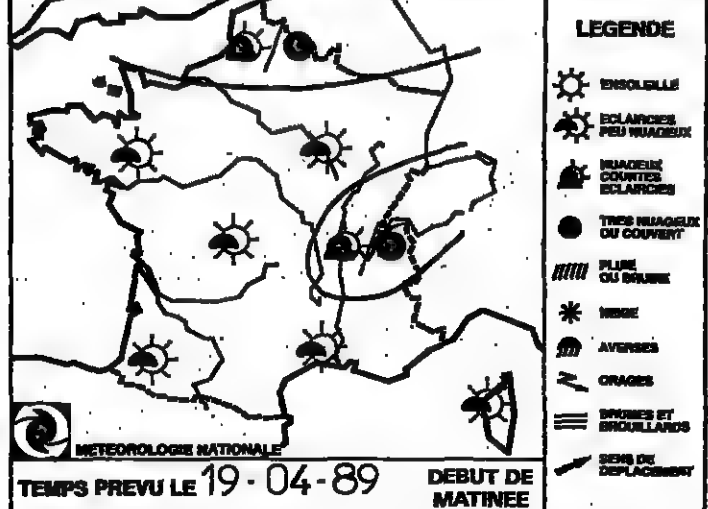 LEGENDE
ENSOLEILLE
ECLAIRCIES
PEU NUAGEUX
NUAGEUX
COURTES
ECLAIRCIES
TRES NUAGEUX
OU COUVERT
PLUIE
OU BRUINE
NEIGE
AVERSES
ORAGES
BRUMES ET
BROUILLARDS
SENS DE
DEPLACEMENT
METEOROLOGIE NATIONALE
TEMPS PREVU LE 19-04-89 DEBUT DE
MATINEE